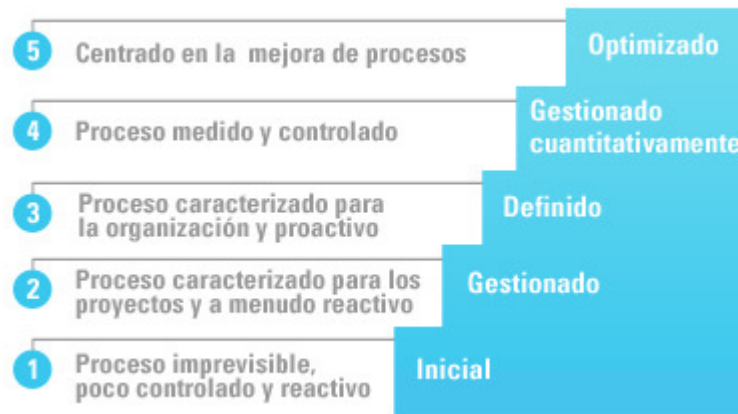 5 Centrado en la mejora de procesos Optimizado
4 Proceso medido y controlado
Gestionado
cuantitativamente
3 Proceso caracterizado para
la organización y proactivo
Definido
2 Proceso caracterizado para los
proyectos y a menudo reactivo
Gestionado
1 Proceso imprevisible,
poco controlado y reactivo
Inicial